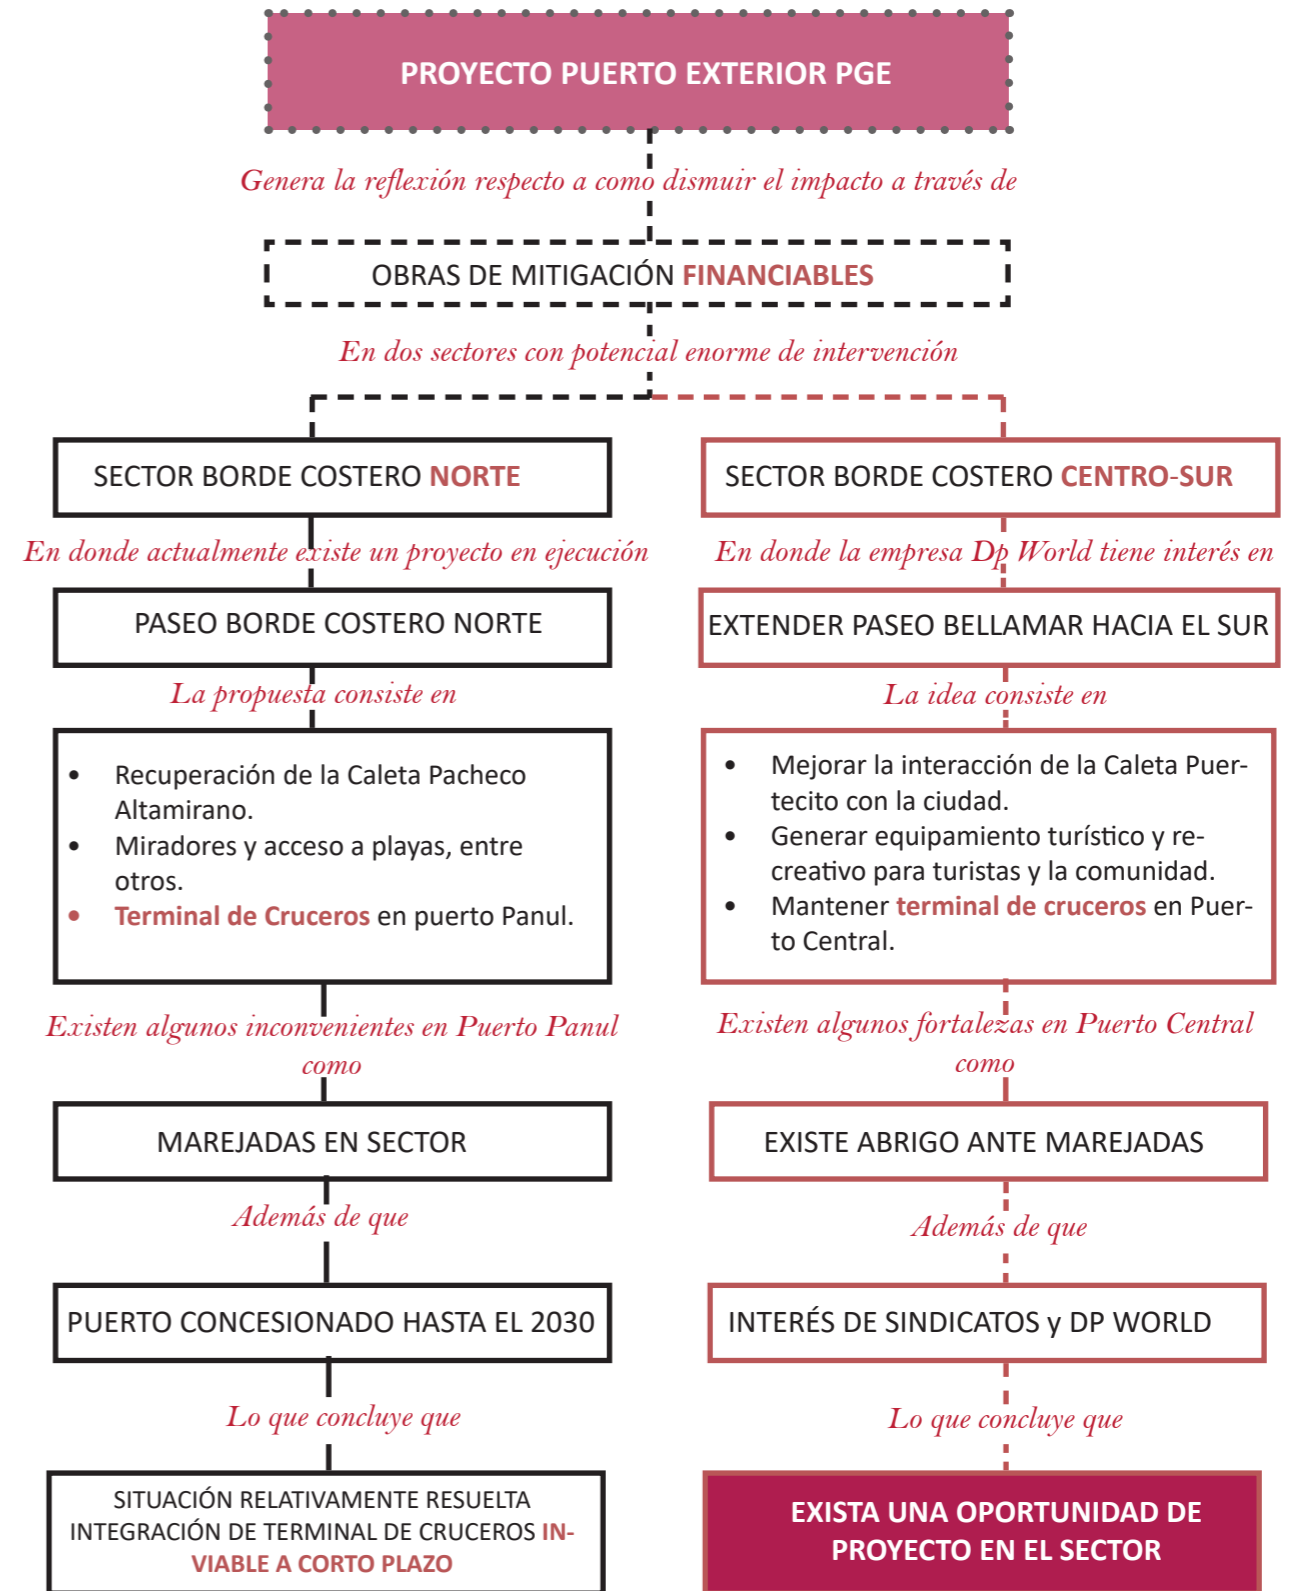 PROYECTO PUERTO EXTERIOR PGE
Genera la reflexión respecto a como dismuir el impacto a través de
OBRAS DE MITIGACIÓN FINANCIABLES
En dos sectores con potencial enorme de intervención
SECTOR BORDE COSTERO NORTE
En donde actualmente existe un proyecto en ejecución
PASEO BORDE COSTERO NORTE
La propuesta consiste en
• Recuperación de la Caleta Pacheco
Altamirano.
• Miradores y acceso a playas, entre
otros.
• Terminal de Cruceros en puerto Panul.
Existen algunos inconvenientes en Puerto Panul
como
MAREJADAS EN SECTOR
Además de que
PUERTO CONCESIONADO HASTA EL 2030
Lo que concluye que
SITUACIÓN RELATIVAMENTE RESUELTA
INTEGRACIÓN DE TERMINAL DE CRUCEROS IN-
VIABLE A CORTO PLAZO
SECTOR BORDE COSTERO CENTRO-SUR
En donde la empresa Dp World tiene interés en
EXTENDER PASEO BELLAMAR HACIA EL SUR
La idea consiste en
• Mejorar la interacción de la Caleta Puer-
tecito con la ciudad.
• Generar equipamiento turístico y re-
creativo para turistas y la comunidad.
• Mantener terminal de cruceros en Puer-
to Central.
Existen algunos fortalezas en Puerto Central
como
EXISTE ABRIGO ANTE MAREJADAS
Además de que
INTERÉS DE SINDICATOS y DP WORLD
Lo que concluye que
EXISTA UNA OPORTUNIDAD DE
PROYECTO EN EL SECTOR